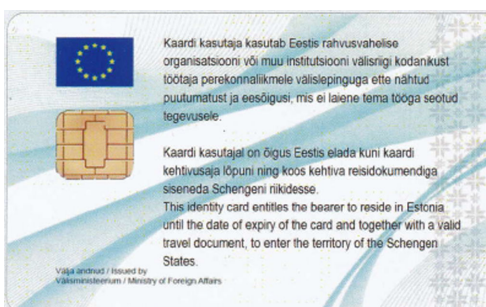 Kaardi kasutaja kasutab Eestis rahvusvahelise
organisatsiooni või muu institutsiooni välisriigi kodanikust
töötaja perekonnaliikmele välislepinguga ette nähtud
puutumatust ja eesõigusi, mis ei laiene tema tööga seotud
tegevusele.
Kaardi kasutajal on õigus Eestis elada kuni kaardi
kehtivusaja lõpuni ning koos kehtiva reisidokumendiga
siseneda Schengeni riikidesse.
This identity card entitles the bearer to reside in Estonia
until the date of expiry of the card and together with a valid
travel document, to enter the territory of the Schengen
States.
Välja andnud / Issued by
Välisministeerium / Ministry of Foreign Affairs